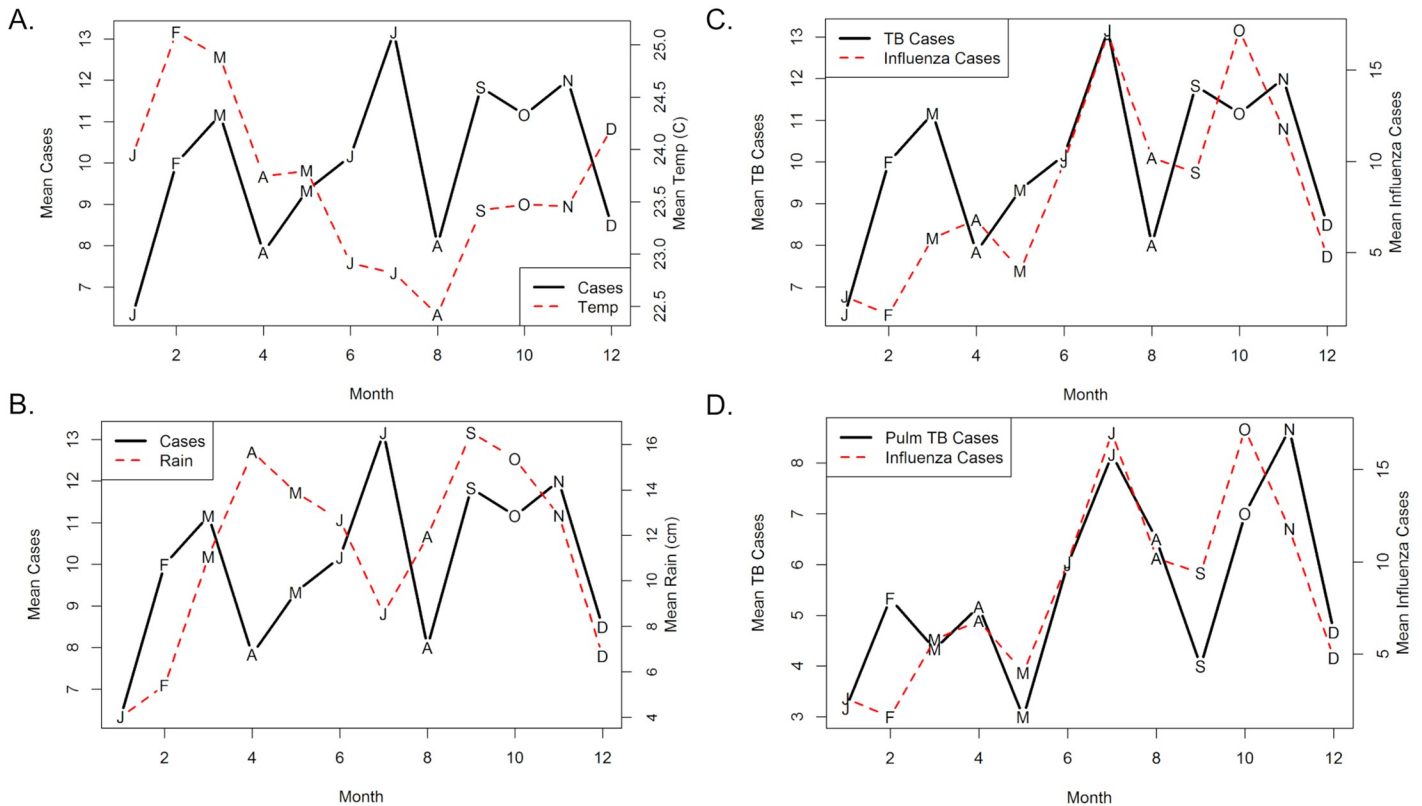 A.
Mean Cases
13
12
11
10
9
8
7
J F M A M J J A S O N D
J F M A M J J A S O N D
Cases
Temp
25.0
24.5
24.0
23.5
23.0
22.5
Mean Temp (C)
2 4 6 8 10 12
Month
C.
Mean TB Cases
13
12
11
10
9
8
7
TB Cases
Influenza Cases
J F M A M J J A S O N D
J F M A M J J A S O N D
15
10
5
Mean Influenza Cases
2 4 6 8 10 12
Month
B.
Mean Cases
13
12
11
10
9
8
7
Cases
Rain
J F M A M J J A S O N D
J F M A M J J A S O N D
16
14
12
10
8
6
4
Mean Rain (cm)
2 4 6 8 10 12
Month
D.
Mean TB Cases
8
7
6
5
4
3
Pulm TB Cases
Influenza Cases
J F M A M J J A S O N D
J F M A M J J A S O N D
15
10
5
Mean Influenza Cases
2 4 6 8 10 12
Month